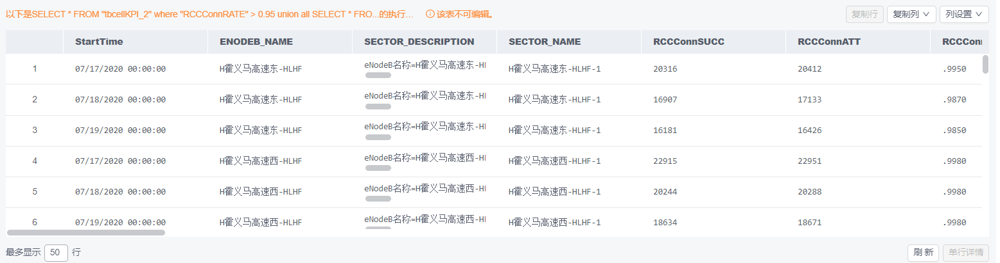 以下是SELECT * FROM "tbcellKPI_2" where "RCCConnRATE" > 0.95 union all SELECT * FRO...的执行... 该表不可编辑。 复制行 复制列 列设置
StartTime ENODEB_NAME SECTOR_DESCRIPTION SECTOR_NAME RCCConnSUCC RCCConnATT RCCConn
1 07/17/2020 00:00:00 H霍义马高速东-HLHF eNodeB名称=H霍义马高速东-Hl H霍义马高速东-HLHF-1 20316 20412 .9950
2 07/18/2020 00:00:00 H霍义马高速东-HLHF eNodeB名称=H霍义马高速东-Hl H霍义马高速东-HLHF-1 16907 17133 .9870
3 07/19/2020 00:00:00 H霍义马高速东-HLHF eNodeB名称=H霍义马高速东-Hl H霍义马高速东-HLHF-1 16181 16426 .9850
4 07/17/2020 00:00:00 H霍义马高速西-HLHF eNodeB名称=H霍义马高速西-Hl H霍义马高速西-HLHF-1 22915 22951 .9980
5 07/18/2020 00:00:00 H霍义马高速西-HLHF eNodeB名称=H霍义马高速西-Hl H霍义马高速西-HLHF-1 20244 20288 .9980
6 07/19/2020 00:00:00 H霍义马高速西-HLHF eNodeB名称=H霍义马高速西-Hl H霍义马高速西-HLHF-1 18634 18671 .9980
最多显示 50 行 刷 新 单行详情